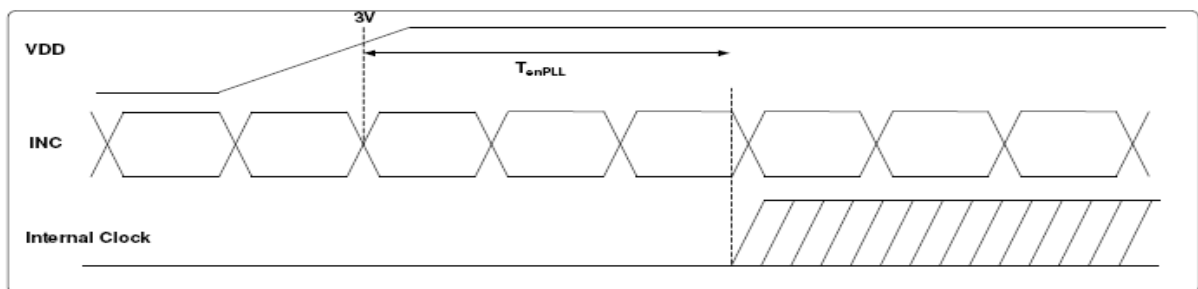 3V
VDD
TenPLL
INC
Internal Clock